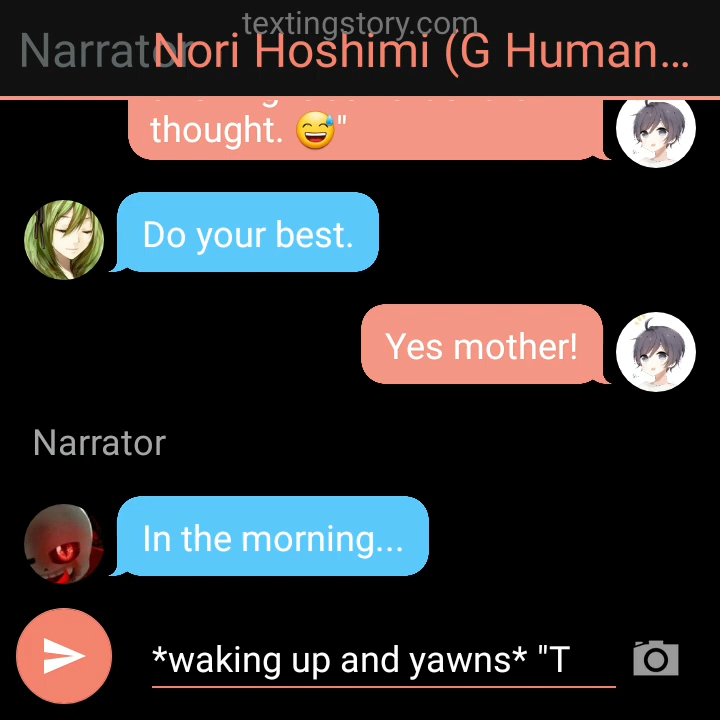 textingstory.com
Narrator
Nori Hoshimi (G Human...
thought. 😅"
Do your best.
Yes mother!
Narrator
In the morning...
*waking up and yawns* "T